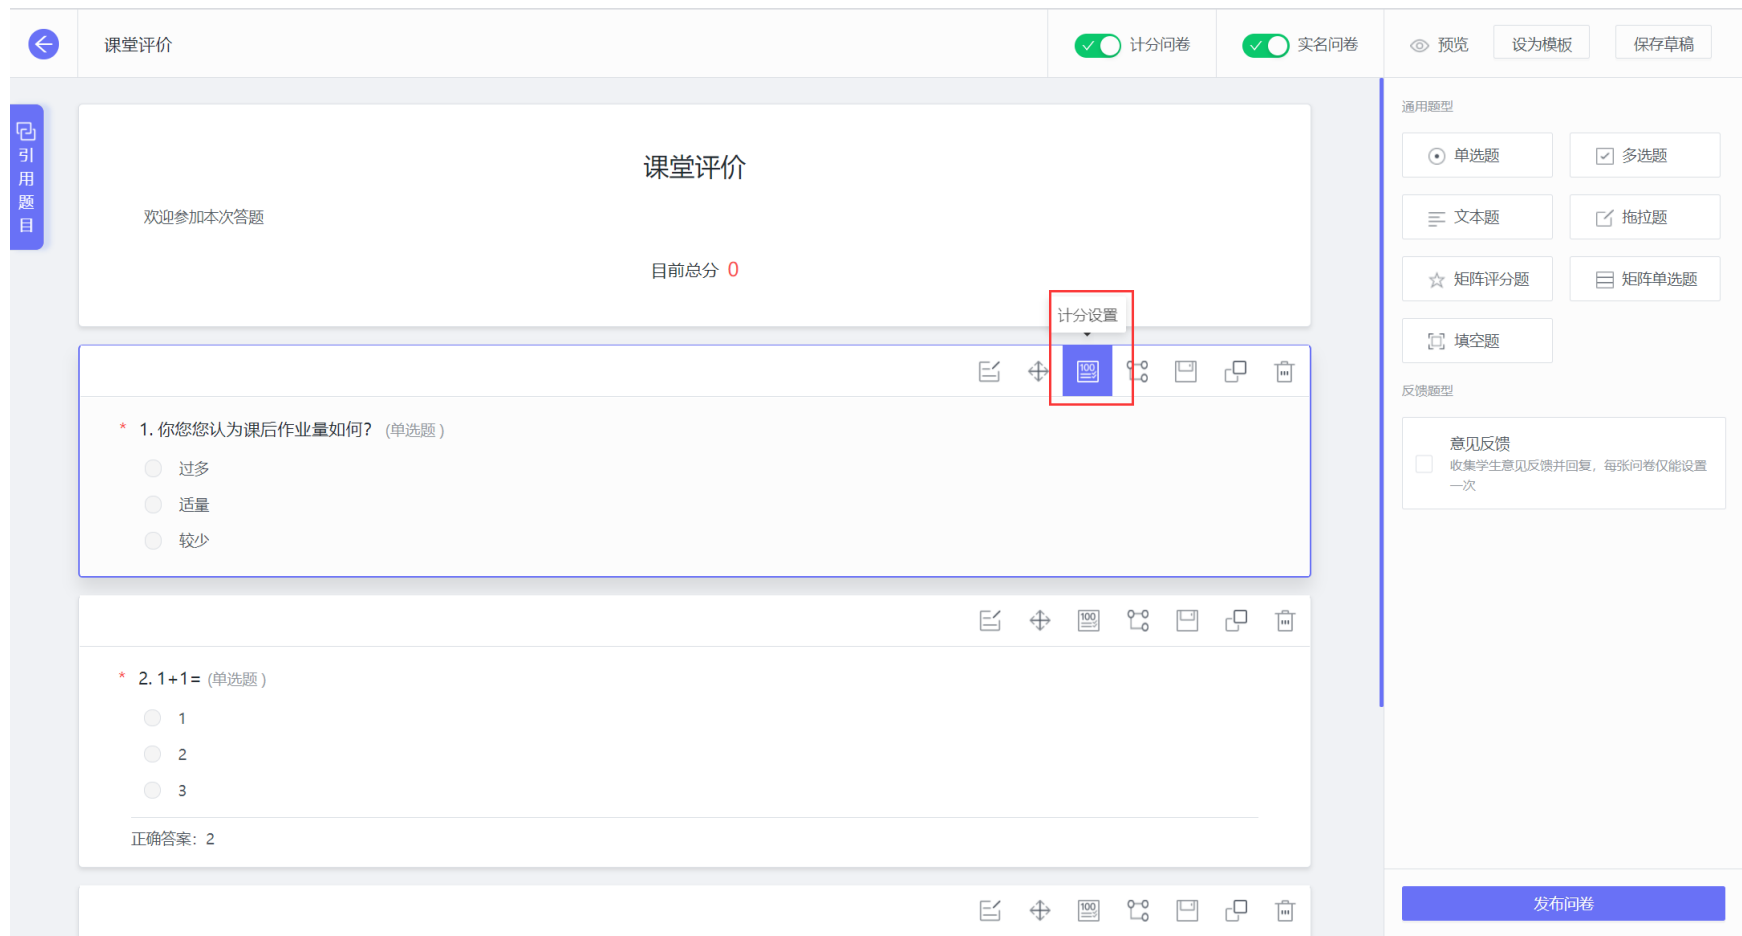 课堂评价
计分问卷
实名问卷
预览
设为模板
保存草稿
引用题目
课堂评价
欢迎参加本次答题
目前总分 0
计分设置
100
* 1. 你您您认为课后作业量如何? (单选题 )
过多
适量
较少
100
* 2. 1+1= (单选题 )
1
2
3
正确答案: 2
100
通用题型
单选题
多选题
文本题
拖拉题
矩阵评分题
矩阵单选题
填空题
反馈题型
意见反馈
收集学生意见反馈并回复, 每张问卷仅能设置
一次
发布问卷